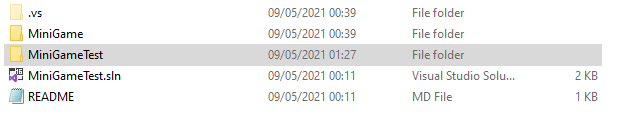 .vs 09/05/2021 00:39 File folder
MiniGame 09/05/2021 00:39 File folder
MiniGameTest 09/05/2021 01:27 File folder
MiniGameTest.sln 09/05/2021 00:11 Visual Studio Solu... 2 KB
README 09/05/2021 00:11 MD File 1 KB